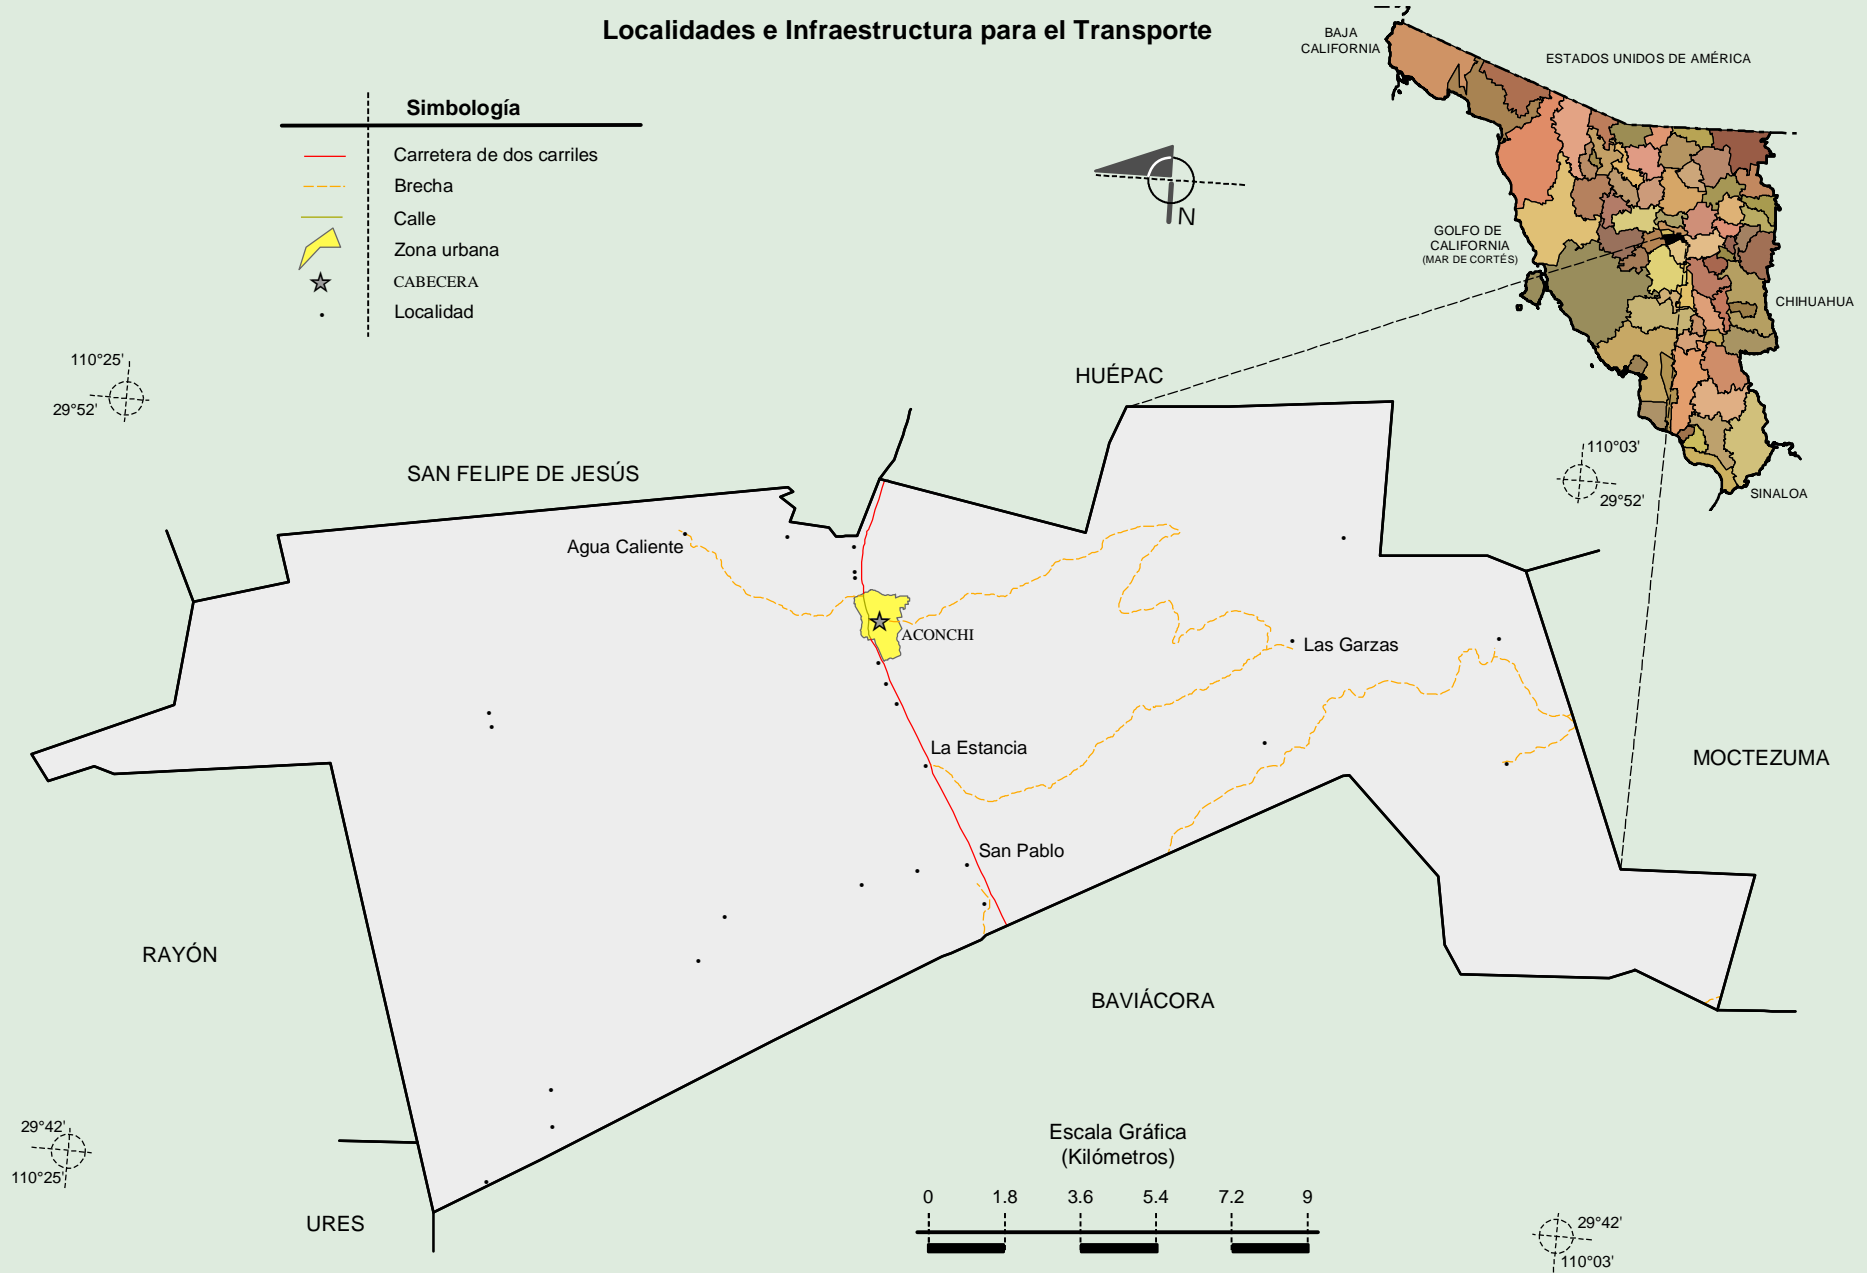 Localidades e Infraestructura para el Transporte
BAJA
CALIFORNIA
ESTADOS UNIDOS DE AMÉRICA
Simbología
Carretera de dos carriles
Brecha
Calle
Zona urbana
CABECERA
Localidad
N
GOLFO DE
CALIFORNIA
(MAR DE CORTÉS)
CHIHUAHUA
SINALOA
110°25'
29°52'
HUÉPAC
110°03'
29°52'
SAN FELIPE DE JESÚS
Agua Caliente
ACONCHI
Las Garzas
La Estancia
MOCTEZUMA
San Pablo
RAYÓN
BAVIÁCORA
29°42'
110°25'
URES
Escala Gráfica
(Kilómetros)
0 1.8 3.6 5.4 7.2 9
29°42'
110°03'